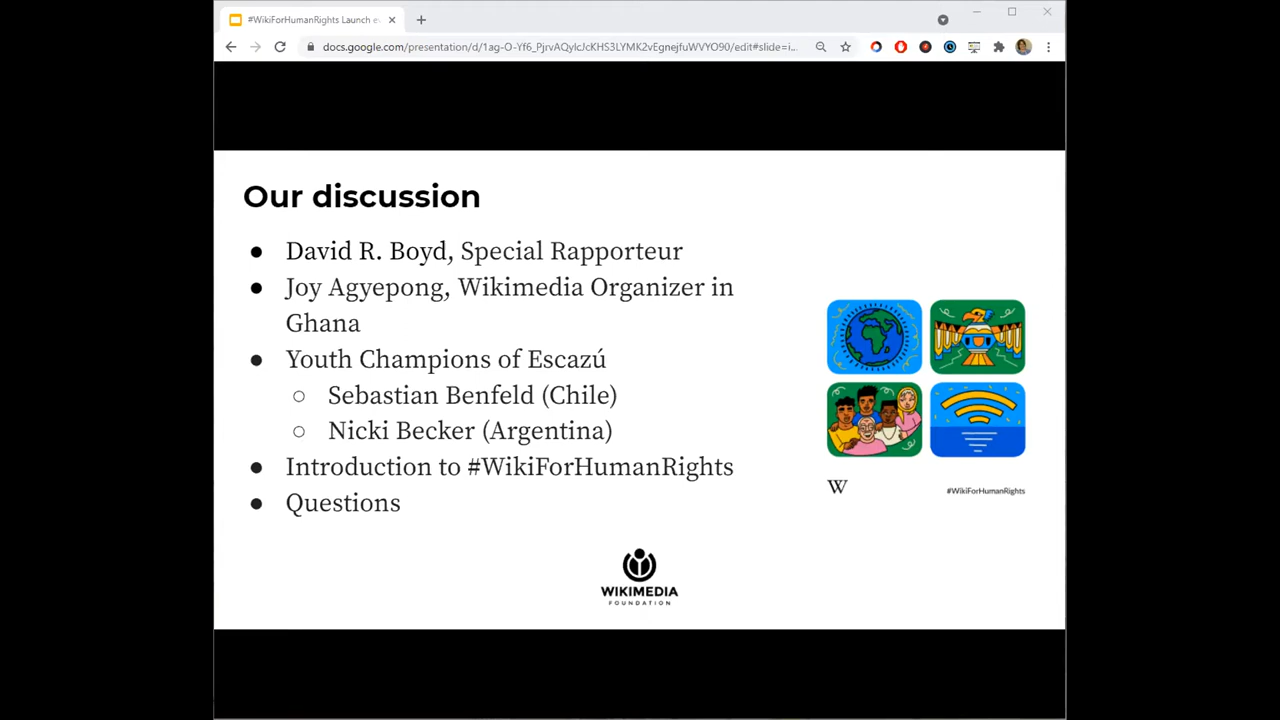 #WikiForHumanRights Launch ev
docs.google.com/presentation/d/1ag-O-Yf6_PjrvAQylcJcKHS3LYMK2vEgnejfuWVYO90/edit#slide=i...
Our discussion
● David R. Boyd, Special Rapporteur
● Joy Agyepong, Wikimedia Organizer in
Ghana
● Youth Champions of Escazú
○ Sebastian Benfeld (Chile)
○ Nicki Becker (Argentina)
● Introduction to #WikiForHumanRights
● Questions
W
#WikiForHumanRights
WIKIMEDIA
FOUNDATION